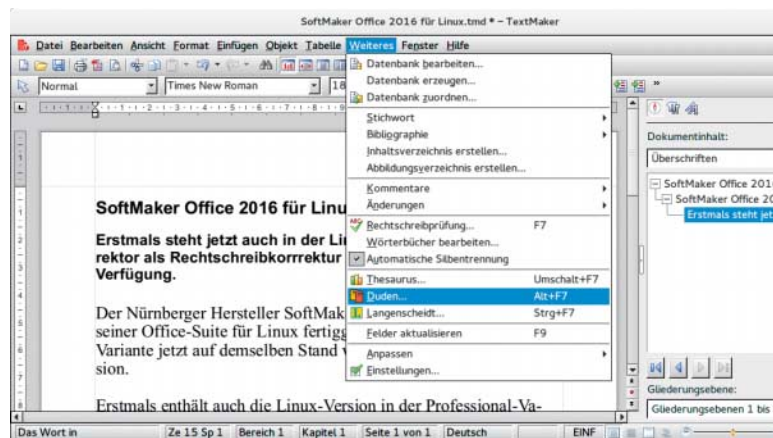 SoftMaker Office 2016 für Linux.tmd * – TextMaker
Datei Bearbeiten Ansicht Format Einfügen Objekt Tabelle Weiteres Fenster Hilfe
Normal Times New Roman 18
Datenbank bearbeiten...
Datenbank erzeugen...
Datenbank zuordnen...
Stichwort
Bibliographie
Inhaltsverzeichnis erstellen...
Abbildungsverzeichnis erstellen...
Kommentare
Änderungen
Rechtschreibprüfung... F7
Wörterbücher bearbeiten...
Automatische Silbentrennung
Thesaurus... Umschalt+F7
Duden... Alt+F7
Langenscheidt... Strg+F7
Felder aktualisieren F9
Anpassen
Einstellungen...
SoftMaker Office 2016 für Linu
Erstmals steht jetzt auch in der Li
rektor als Rechtschreibkorrrektur
Verfügung.
Der Nürnberger Hersteller SoftMak
seiner Office-Suite für Linux fertigg
Variante jetzt auf demselben Stand
sion.
Erstmals enthält auch die Linux-Version in der Professional-Va-
Dokumentinhalt:
Überschriften
SoftMaker Office 201
SoftMaker Office 20
Erstmals steht jet
Gliederungsebene:
Gliederungsebenen 1 bis
Das Wort in Ze 15 Sp 1 Bereich 1 Kapitel 1 Seite 1 von 1 Deutsch EINF